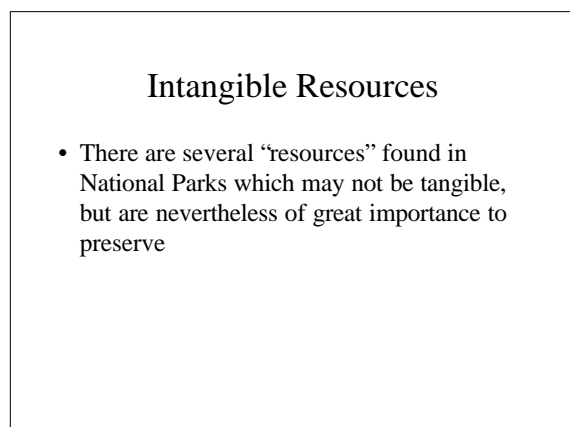 Intangible Resources
• There are several “resources” found in
National Parks which may not be tangible,
but are nevertheless of great importance to
preserve